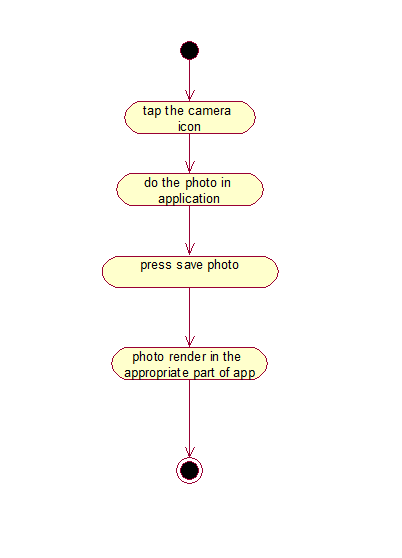 tap the camera
icon
do the photo in
application
press save photo
photo render in the
appropriate part of app